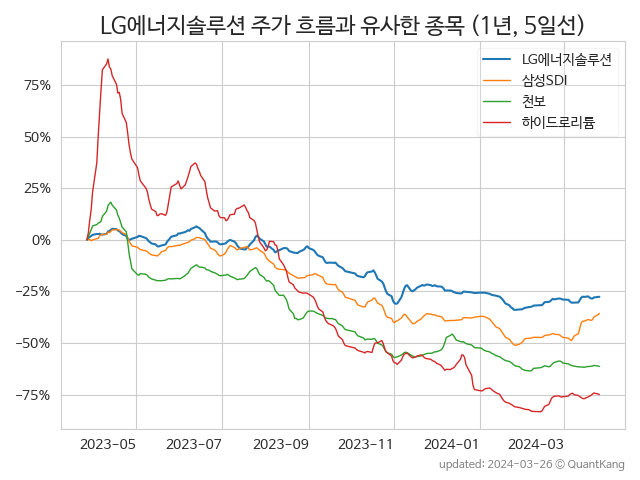 LG에너지솔루션 주가 흐름과 유사한 종목 (1년, 5일선)
LG에너지솔루션
삼성SDI
천보
하이드로리튬
75%
50%
25%
0%
−25%
−50%
−75%
2023-05 2023-07 2023-09 2023-11 2024-01 2024-03
updated: 2024-03-26 © QuantKang